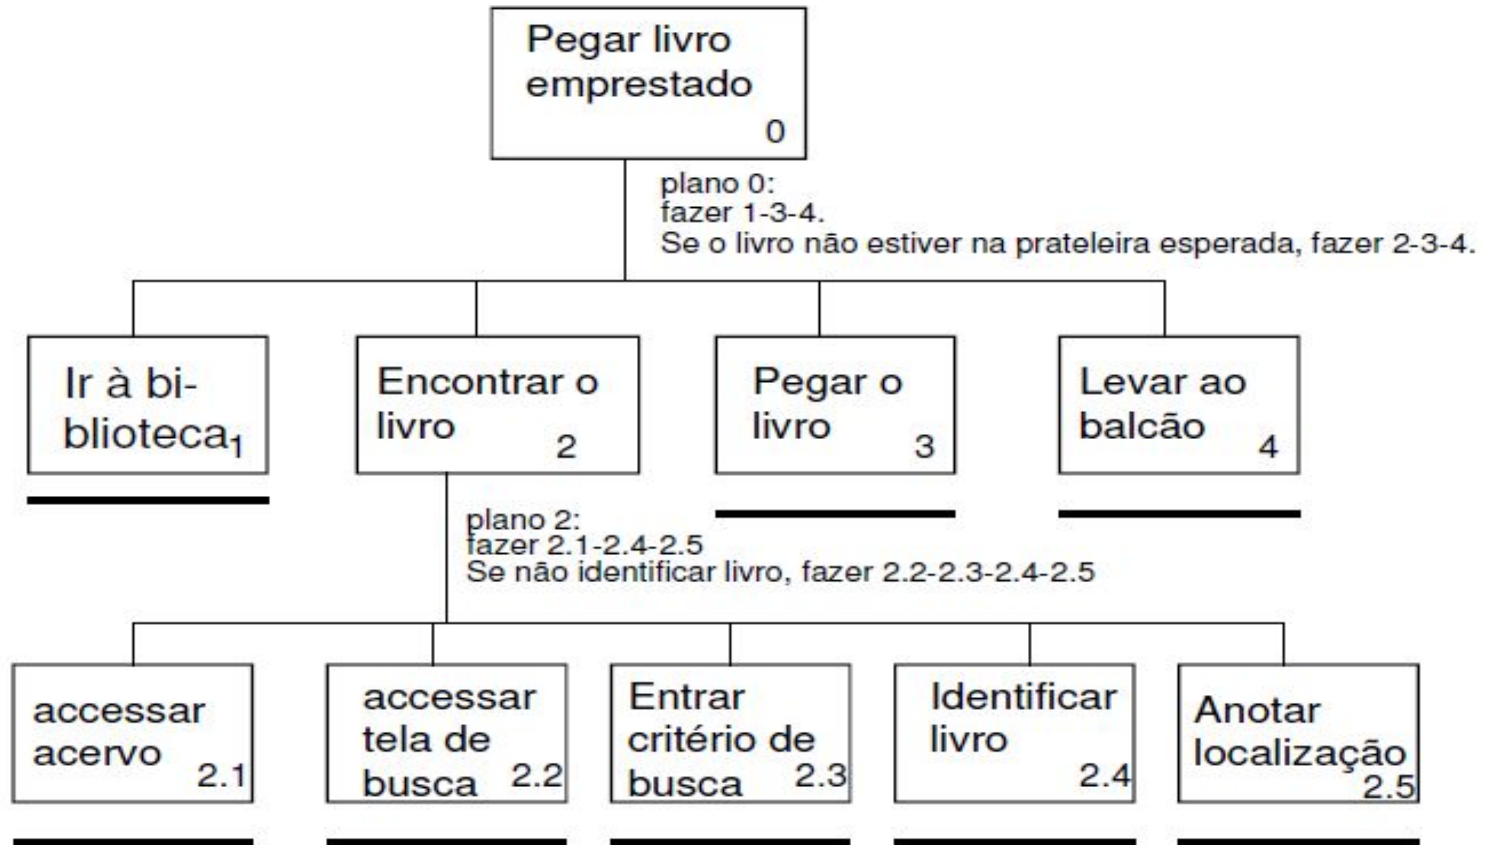 Pegar livro
emprestado
0
plano 0:
fazer 1-3-4.
Se o livro não estiver na prateleira esperada, fazer 2-3-4.
Ir à bi-
blioteca1
Encontrar o
livro 2
Pegar o
livro 3
Levar ao
balcão 4
plano 2:
fazer 2.1-2.4-2.5
Se não identificar livro, fazer 2.2-2.3-2.4-2.5
accessar
acervo 2.1
accessar
tela de
busca 2.2
Entrar
critério de
busca 2.3
Identificar
livro
2.4
Anotar
localização
2.5